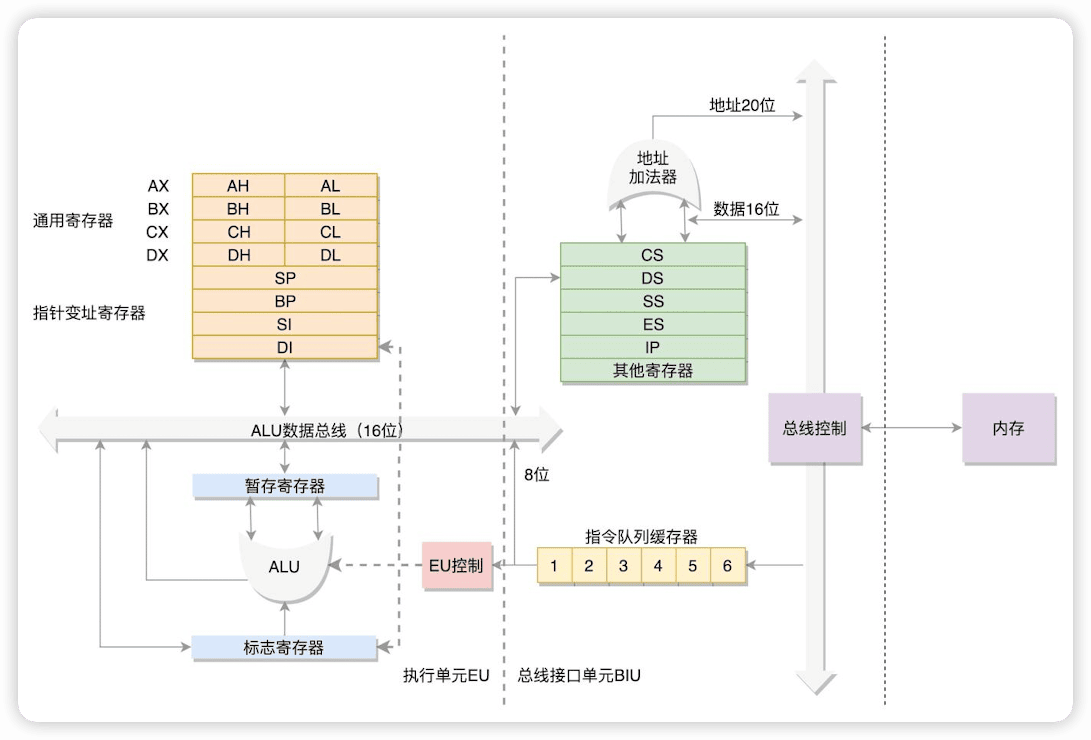 地址20位
地址
加法器
数据16位
通用寄存器
AX
AH
AL
BX
BH
BL
CX
CH
CL
DX
DH
DL
指针变址寄存器
SP
BP
SI
DI
CS
DS
SS
ES
IP
其他寄存器
ALU数据总线（16位）
总线控制
内存
8位
暂存寄存器
指令队列缓存器
ALU
EU控制
1
2
3
4
5
6
标志寄存器
执行单元EU
总线接口单元BIU